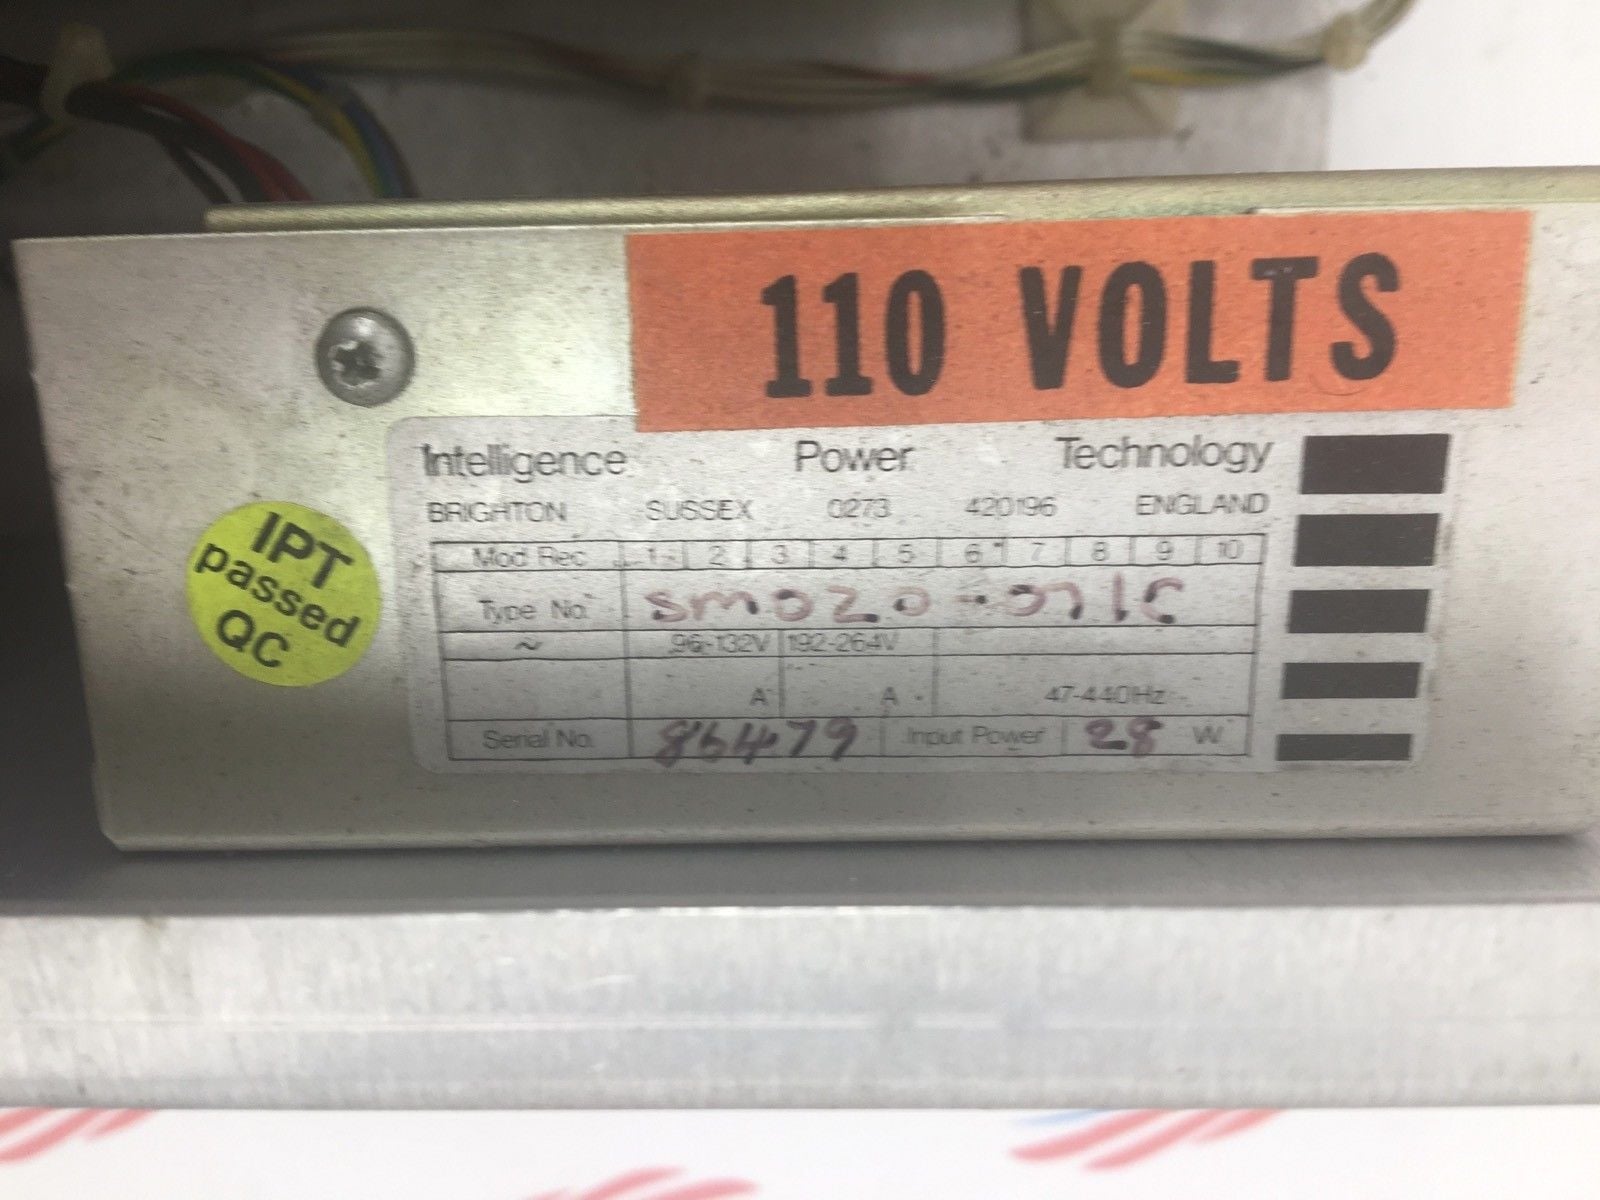 110 VOLTS
Intelligence Power Technology
BRIGHTON SUSSEX 0273 420196 ENGLAND
Mod Rec 1 2 3 4 5 6 7 8 9 10
Type No. SM020-071C
~ 96-132V 192-264V
A A 47-440Hz
Serial No. 86479 Input Power 28 W
IPT
passed
QC